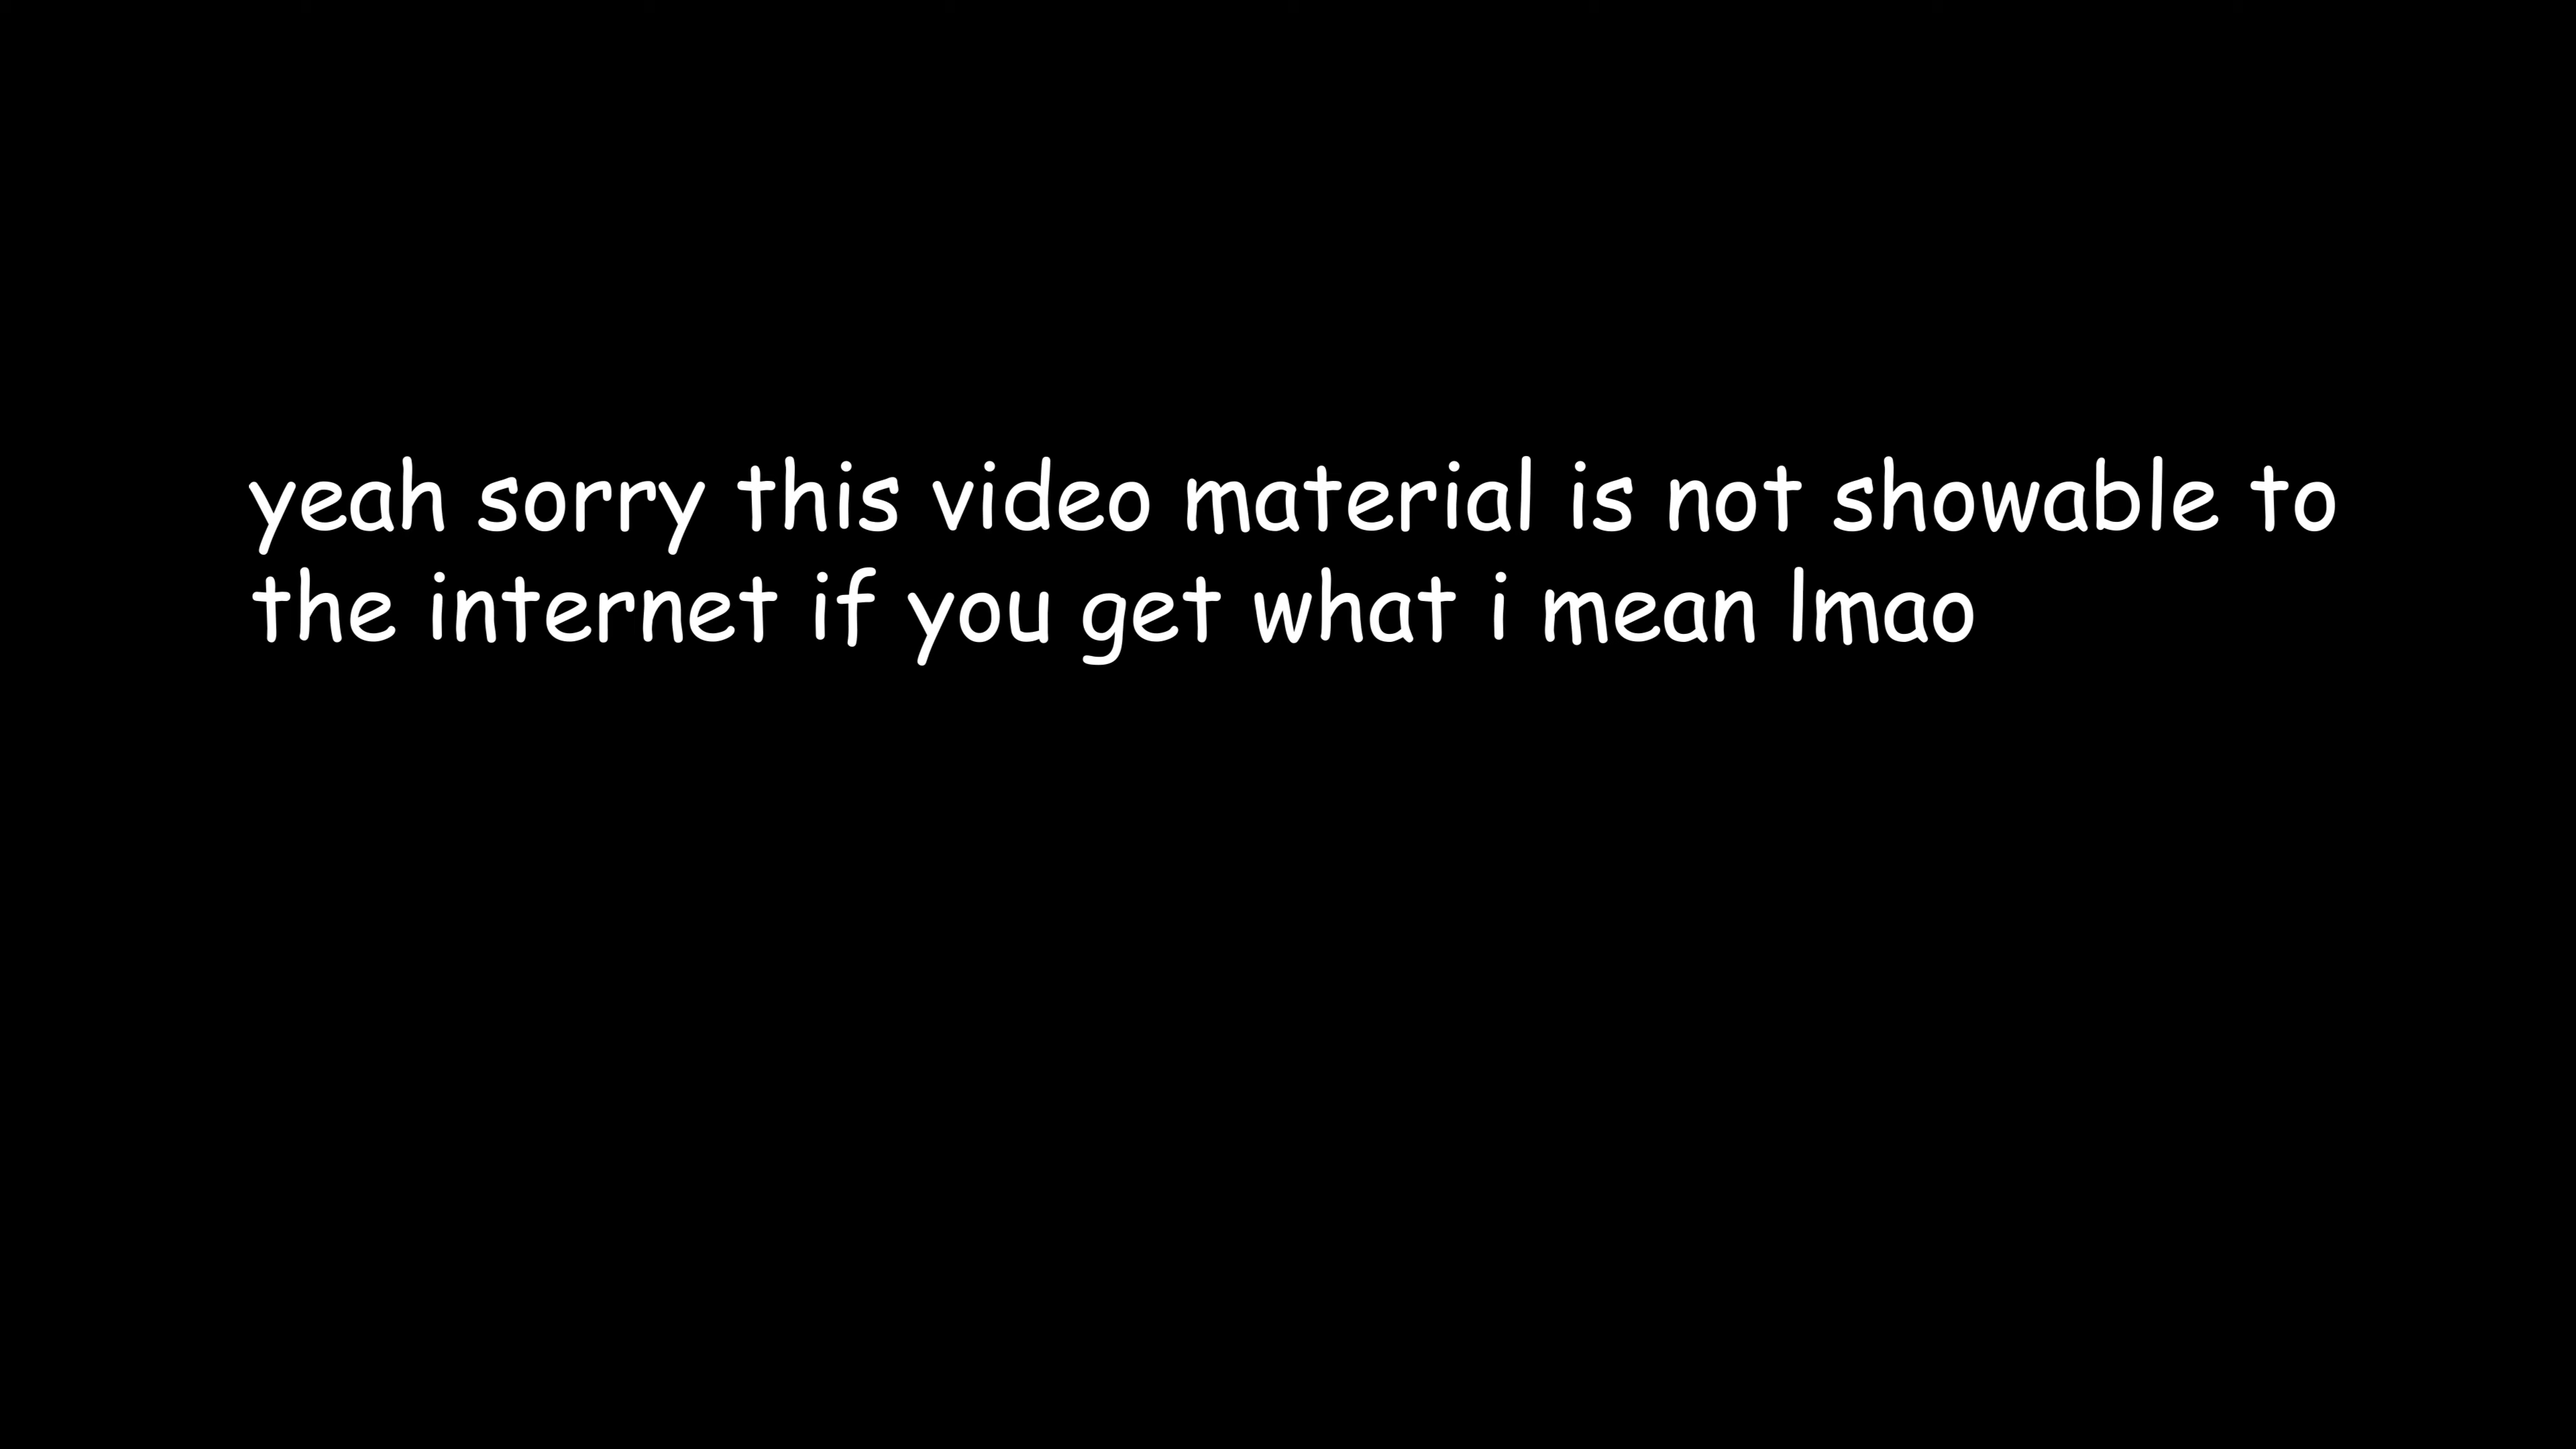 yeah sorry this video material is not showable to
the internet if you get what i mean lmao